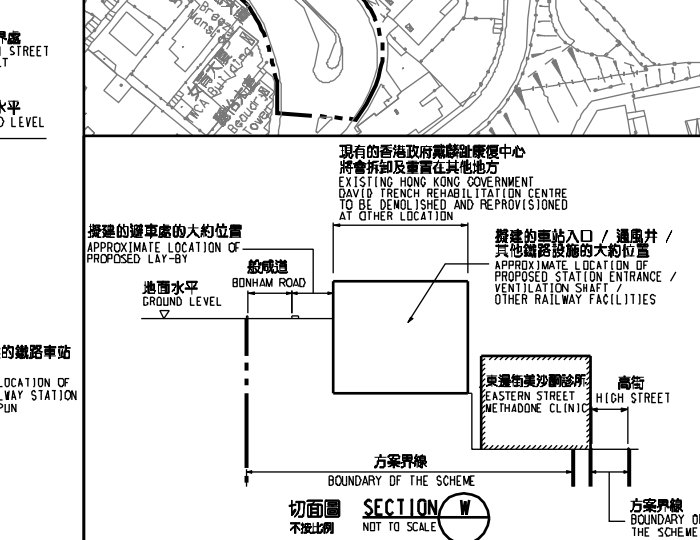 界處
STREET
水平
LEVEL
YWCA Building
現有的香港政府戴麟趾康復中心
將會拆卸及重置在其他地方
EXISTING HONG KONG GOVERNMENT
DAVID TRENCH REHABILITATION CENTRE
TO BE DEMOLISHED AND REPROVISIONED
AT OTHER LOCATION
擬建的避車處的大約位置
APPROXIMATE LOCATION OF
PROPOSED LAY-BY
般咸道
BONHAM ROAD
擬建的車站入口 / 通風井 /
其他鐵路設施的大約位置
APPROXIMATE LOCATION OF
PROPOSED STATION ENTRANCE /
VENTILATION SHAFT /
OTHER RAILWAY FACILITIES
地面水平
GROUND LEVEL
的鐵路車站
LOCATION OF
LWAY STATION
PUN
東邊街美沙酮診所
EASTERN STREET
METHADONE CLINIC
高街
HIGH STREET
方案界線
BOUNDARY OF THE SCHEME
切面圖 SECTION W
不按比例 NOT TO SCALE
方案界線
BOUNDARY OF
THE SCHEME